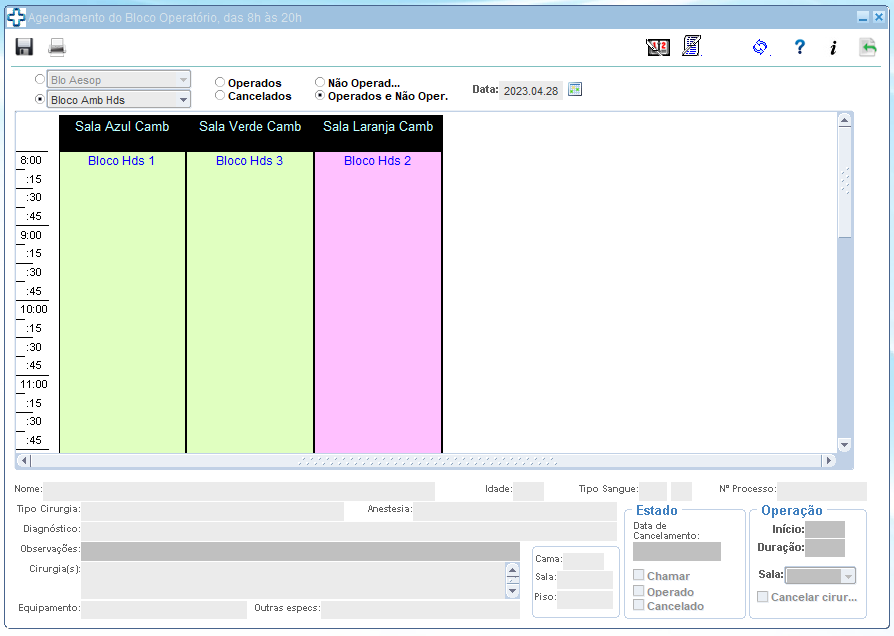 Agendamento do Bloco Operatório, das 8h às 20h
Blo Aesop
Operados
Não Operad...
Bloco Amb Hds
Cancelados
Operados e Não Oper.
Data: 2023.04.28
Sala Azul Camb Sala Verde Camb Sala Laranja Camb
8:00 Bloco Hds 1 Bloco Hds 3 Bloco Hds 2
:15
:30
:45
9:00
:15
:30
:45
10:00
:15
:30
:45
11:00
:15
:30
:45
Nome: Idade: Tipo Sangue: Nº Processo:
Tipo Cirurgia: Anestesia:
Diagnóstico:
Observações:
Cirurgia(s):
Equipamento: Outras especs:
Cama:
Sala:
Piso:
Estado
Data de
Cancelamento:
Chamar
Operado
Cancelado
Operação
Início:
Duração:
Sala:
Cancelar cirur...